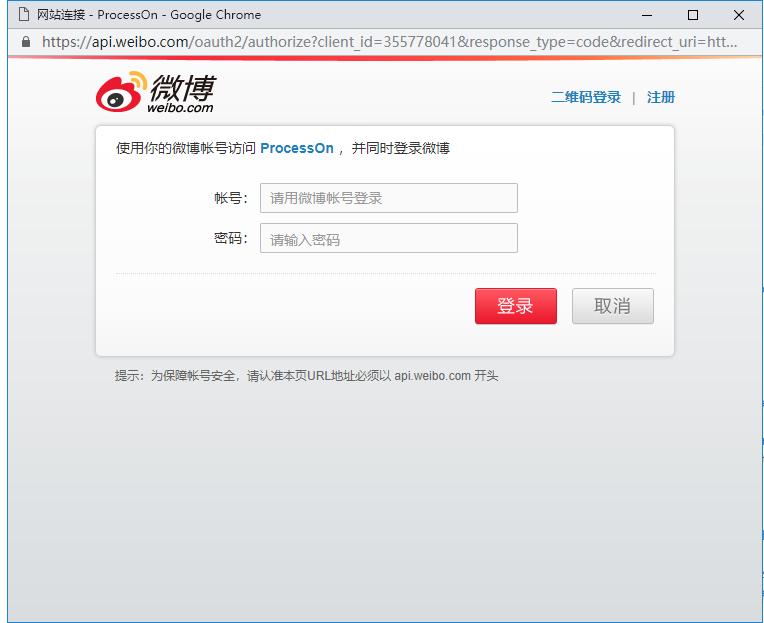 网站连接 - ProcessOn - Google Chrome
https://api.weibo.com/oauth2/authorize?client_id=355778041&response_type=code&redirect_uri=htt...
微博
weibo.com
二维码登录 | 注册
使用你的微博帐号访问 ProcessOn ，并同时登录微博
帐号： 请用微博帐号登录
密码： 请输入密码
登录 取消
提示：为保障帐号安全，请认准本页URL地址必须以 api.weibo.com 开头